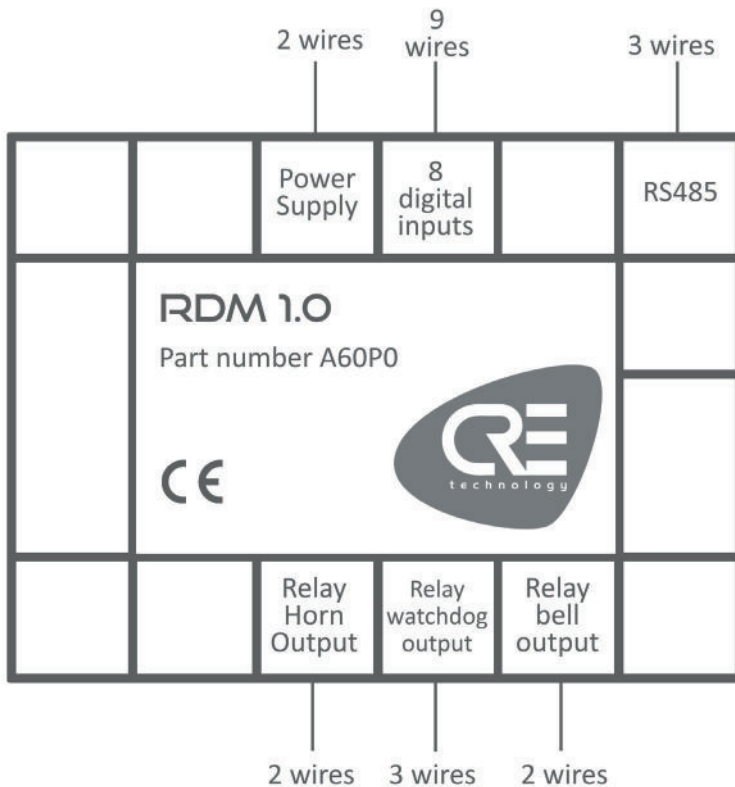 9
2 wires
wires
3 wires
Power
Supply
8
digital
inputs
RS485
RDM 1.0
Part number A60P0
CRE
technology
CE
Relay
Horn
Output
Relay
watchdog
output
Relay
bell
output
2 wires
3 wires
2 wires